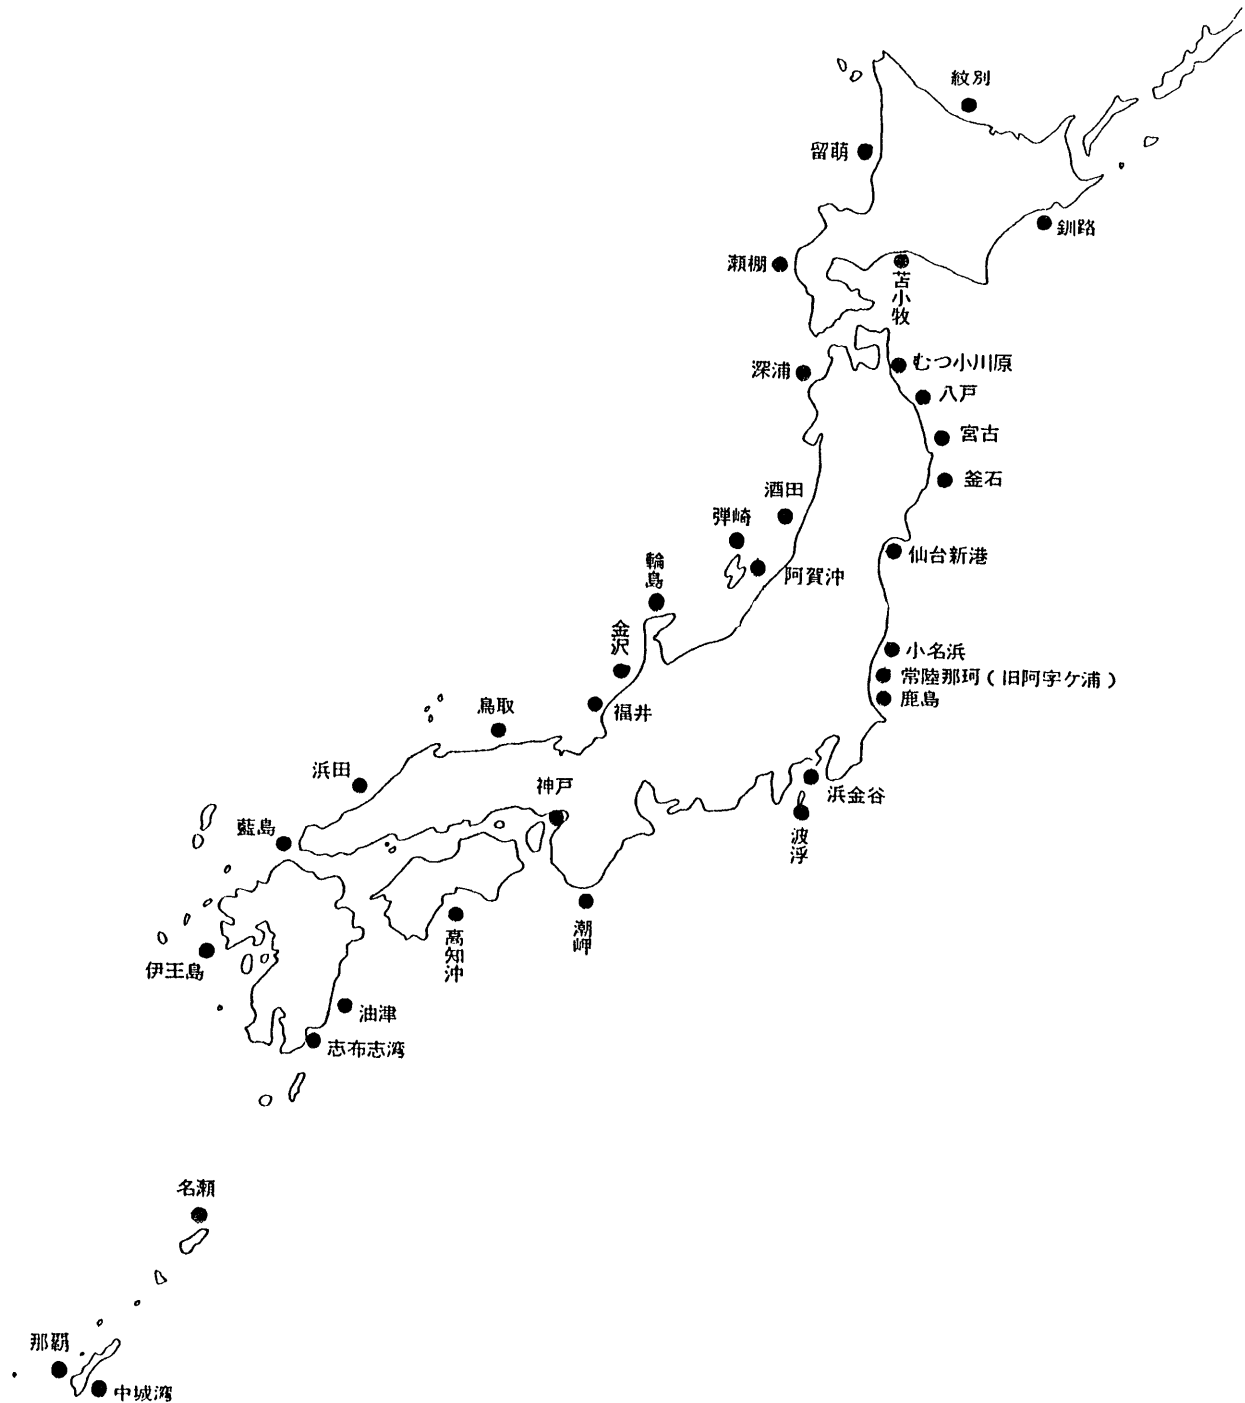 紋別
留萌
釧路
瀬棚
苫小牧
むつ小川原
深浦
八戸
宮古
釜石
酒田
弾崎
仙台新港
輪島
阿賀沖
金沢
小名浜
常陸那珂(旧阿字ケ浦)
鹿島
鳥取
福井
浜田
神戸
浜金谷
藍島
波浮
潮岬
高知沖
伊王島
油津
志布志湾
名瀬
那覇
中城湾